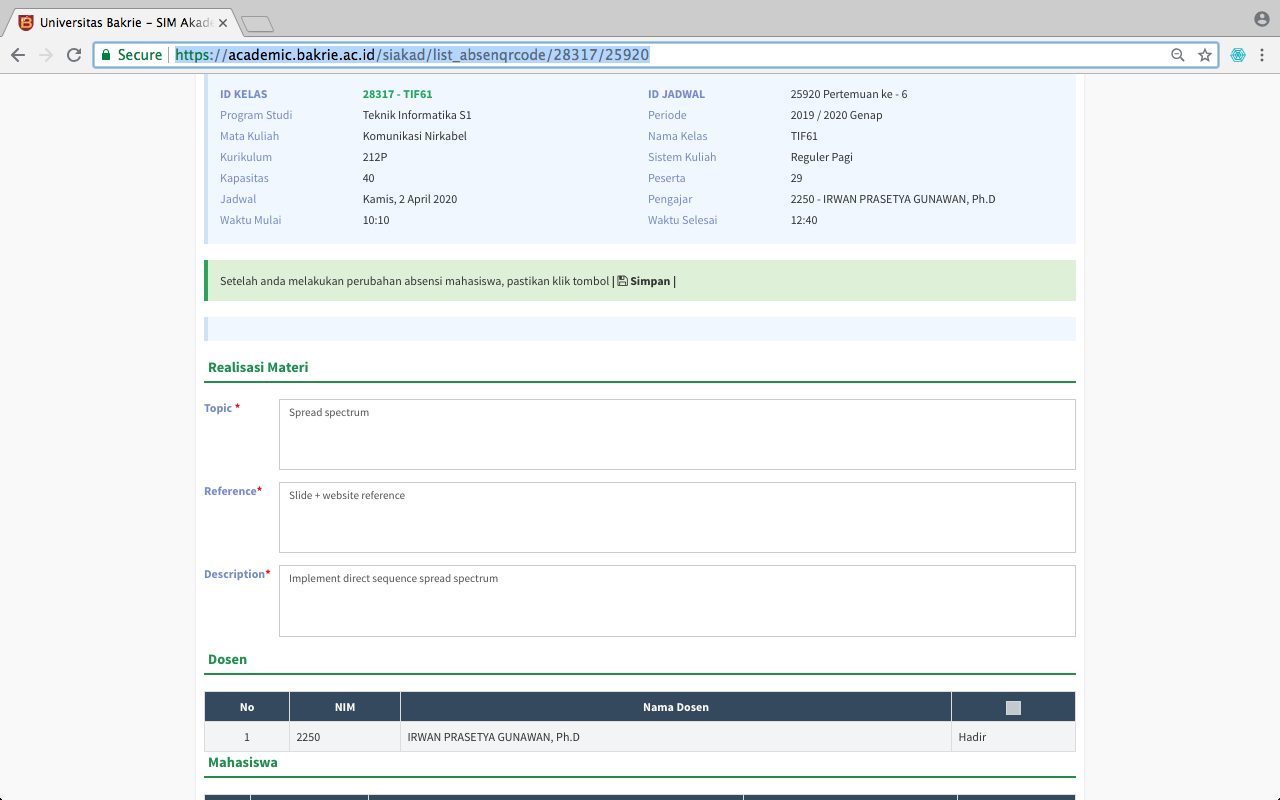 Universitas Bakrie – SIM Akade
Secure
https://academic.bakrie.ac.id/siakad/list_absenqrcode/28317/25920
ID KELAS 28317 - TIF61 ID JADWAL 25920 Pertemuan ke - 6
Program Studi Teknik Informatika S1 Periode 2019 / 2020 Genap
Mata Kuliah Komunikasi Nirkabel Nama Kelas TIF61
Kurikulum 212P Sistem Kuliah Reguler Pagi
Kapasitas 40 Peserta 29
Jadwal Kamis, 2 April 2020 Pengajar 2250 - IRWAN PRASETYA GUNAWAN, Ph.D
Waktu Mulai 10:10 Waktu Selesai 12:40
Setelah anda melakukan perubahan absensi mahasiswa, pastikan klik tombol | Simpan |
Realisasi Materi
Topic * Spread spectrum
Reference* Slide + website reference
Description* Implement direct sequence spread spectrum
Dosen
No NIM Nama Dosen
1 2250 IRWAN PRASETYA GUNAWAN, Ph.D Hadir
Mahasiswa